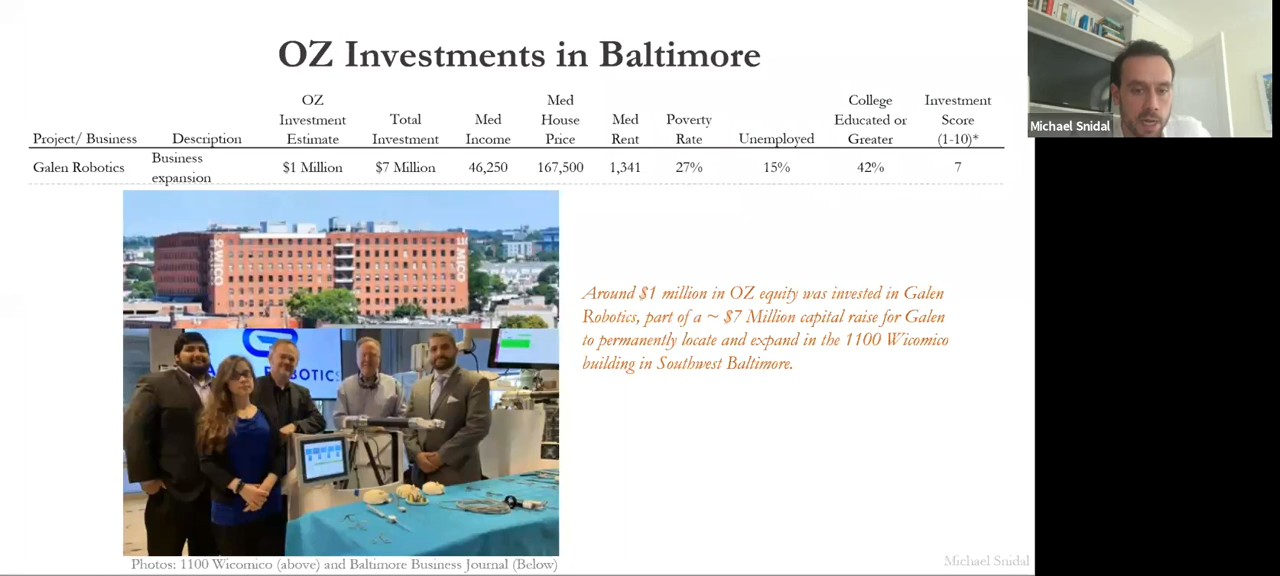 OZ Investments in Baltimore
Project/ Business Description OZ Investment Estimate Total Investment Med Income Med House Price Med Rent Poverty Rate Unemployed College Educated or Greater Investment Score (1-10)*
Galen Robotics Business expansion $1 Million $7 Million 46,250 167,500 1,341 27% 15% 42% 7
Around $1 million in OZ equity was invested in Galen
Robotics, part of a ~ $7 Million capital raise for Galen
to permanently locate and expand in the 1100 Wicomico
building in Southwest Baltimore.
Photos: 1100 Wicomico (above) and Baltimore Business Journal (Below)
Michael Snidal
Michael Snidal